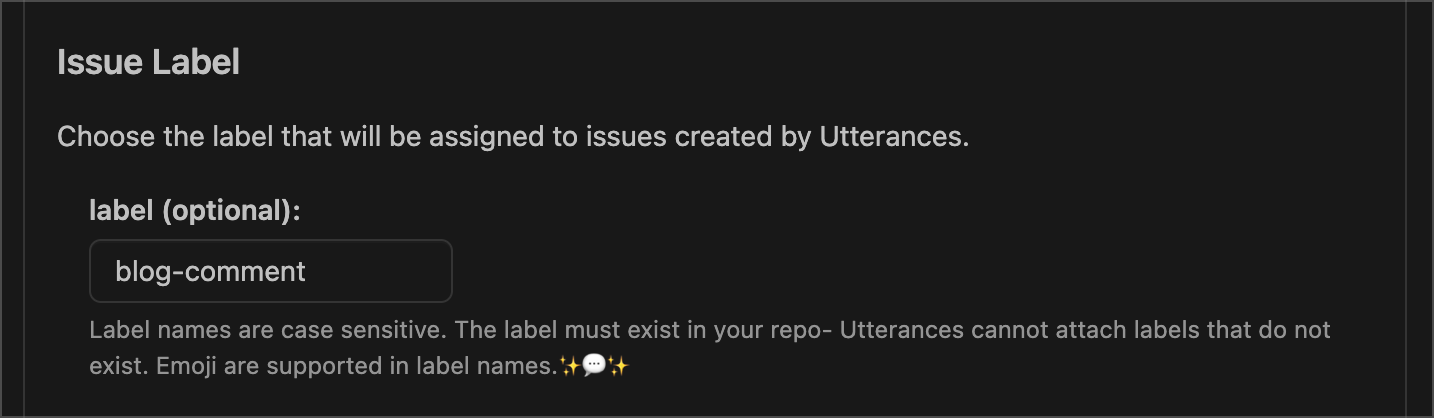 Issue Label
Choose the label that will be assigned to issues created by Utterances.
label (optional):
blog-comment
Label names are case sensitive. The label must exist in your repo- Utterances cannot attach labels that do not
exist. Emoji are supported in label names.✨💬✨